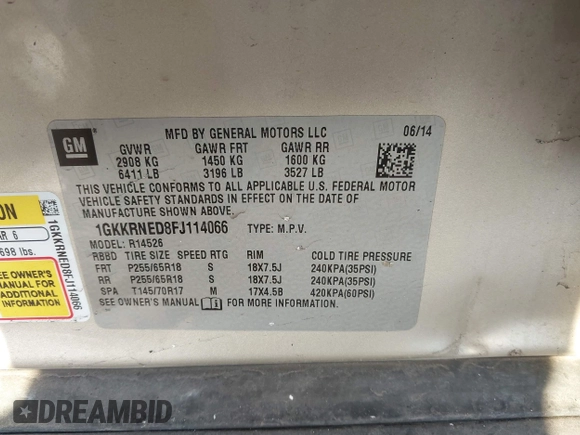 GM
MFD BY GENERAL MOTORS LLC 06/14
GVWR GAWR FRT GAWR RR
2908 KG 1450 KG 1600 KG
6411 LB 3196 LB 3527 LB
THIS VEHICLE CONFORMS TO ALL APPLICABLE U.S. FEDERAL MOTOR
VEHICLE SAFETY STANDARDS IN EFFECT ON THE DATE OF
MANUFACTURE SHOWN ABOVE.
1GKKRNED8FJ114066 TYPE: M.P.V.
MODEL: R14526
RBBD TIRE SIZE SPEED RTG RIM COLD TIRE PRESSURE
FRT P255/65R18 S 18X7.5J 240KPA(35PSI)
RR P255/65R18 S 18X7.5J 240KPA(35PSI)
SPA T145/70R17 M 17X4.5B 420KPA(60PSI)
SEE OWNER'S MANUAL FOR MORE INFORMATION.
ON
AR 6
698 lbs.
SEE OWNER'S
MANUAL FOR
ADDITIONAL
INFORMATION
1GKKRNED8FJ114066
DREAMBID